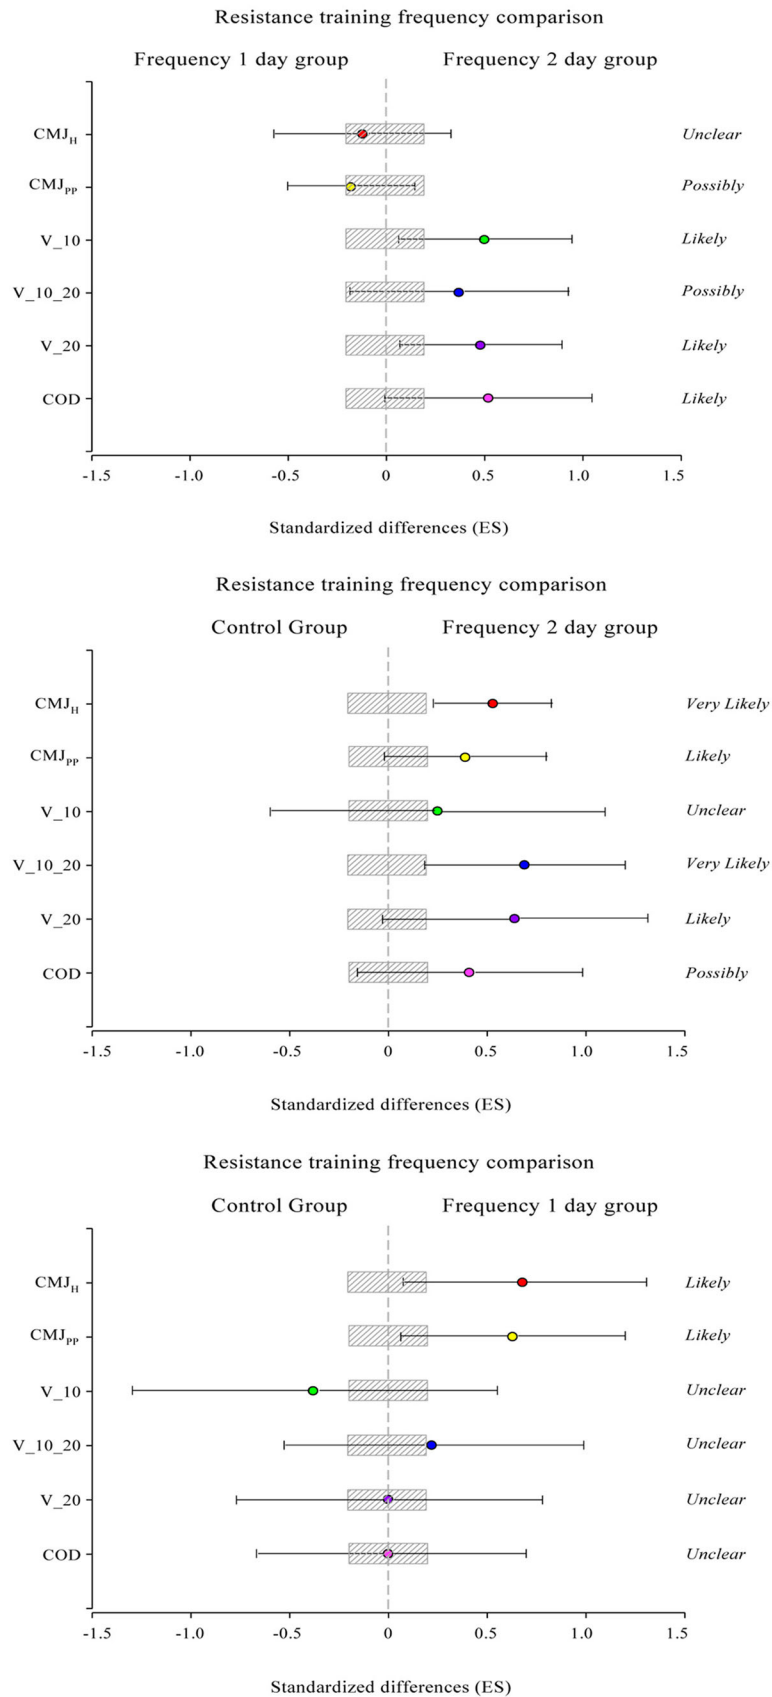 Resistance training frequency comparison
Frequency 1 day group Frequency 2 day group
CMJH Unclear
CMJPP Possibly
V_10 Likely
V_10_20 Possibly
V_20 Likely
COD Likely
-1.5 -1.0 -0.5 0 0.5 1.0 1.5
Standardized differences (ES)
Resistance training frequency comparison
Control Group Frequency 2 day group
CMJH Very Likely
CMJPP Likely
V_10 Unclear
V_10_20 Very Likely
V_20 Likely
COD Possibly
-1.5 -1.0 -0.5 0 0.5 1.0 1.5
Standardized differences (ES)
Resistance training frequency comparison
Control Group Frequency 1 day group
CMJH Likely
CMJPP Likely
V_10 Unclear
V_10_20 Unclear
V_20 Unclear
COD Unclear
-1.5 -1.0 -0.5 0 0.5 1.0 1.5
Standardized differences (ES)